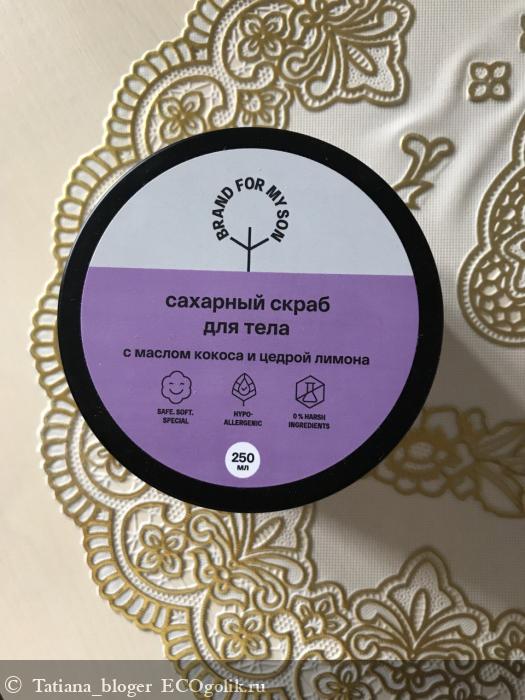 BRAND FOR MY SON
сахарный скраб
для тела
с маслом кокоса и цедрой лимона
SAFE. SOFT.
SPECIAL
HYPO-
ALLERGENIC
0 % HARSH
INGREDIENTS
250
мл
© Tatiana_bloger ECOgolik.ru